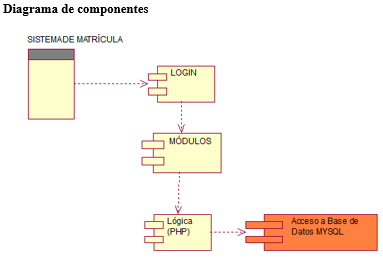 Diagrama de componentes
SISTEMADE MATRÍCULA
LOGIN
MÓDULOS
Lógica
(PHP)
Acceso a Base de
Datos MYSQL